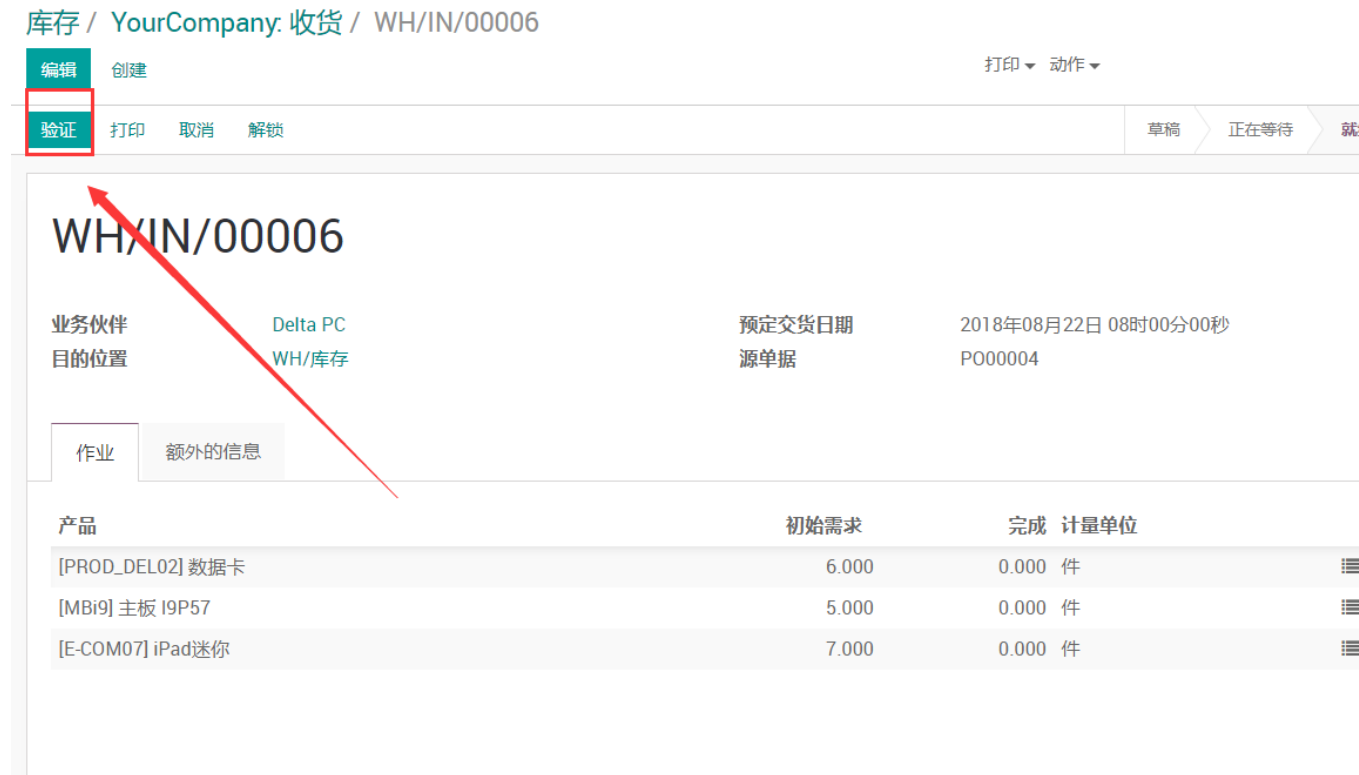 库存 / YourCompany: 收货 / WH/IN/00006
编辑 创建 打印 动作
验证 打印 取消 解锁 草稿 正在等待 就
WH/IN/00006
业务伙伴 Delta PC 预定交货日期 2018年08月22日 08时00分00秒
目的位置 WH/库存 源单据 PO00004
作业 额外的信息
产品 初始需求 完成 计量单位
[PROD_DEL02] 数据卡 6.000 0.000 件
[MBi9] 主板 I9P57 5.000 0.000 件
[E-COM07] iPad迷你 7.000 0.000 件